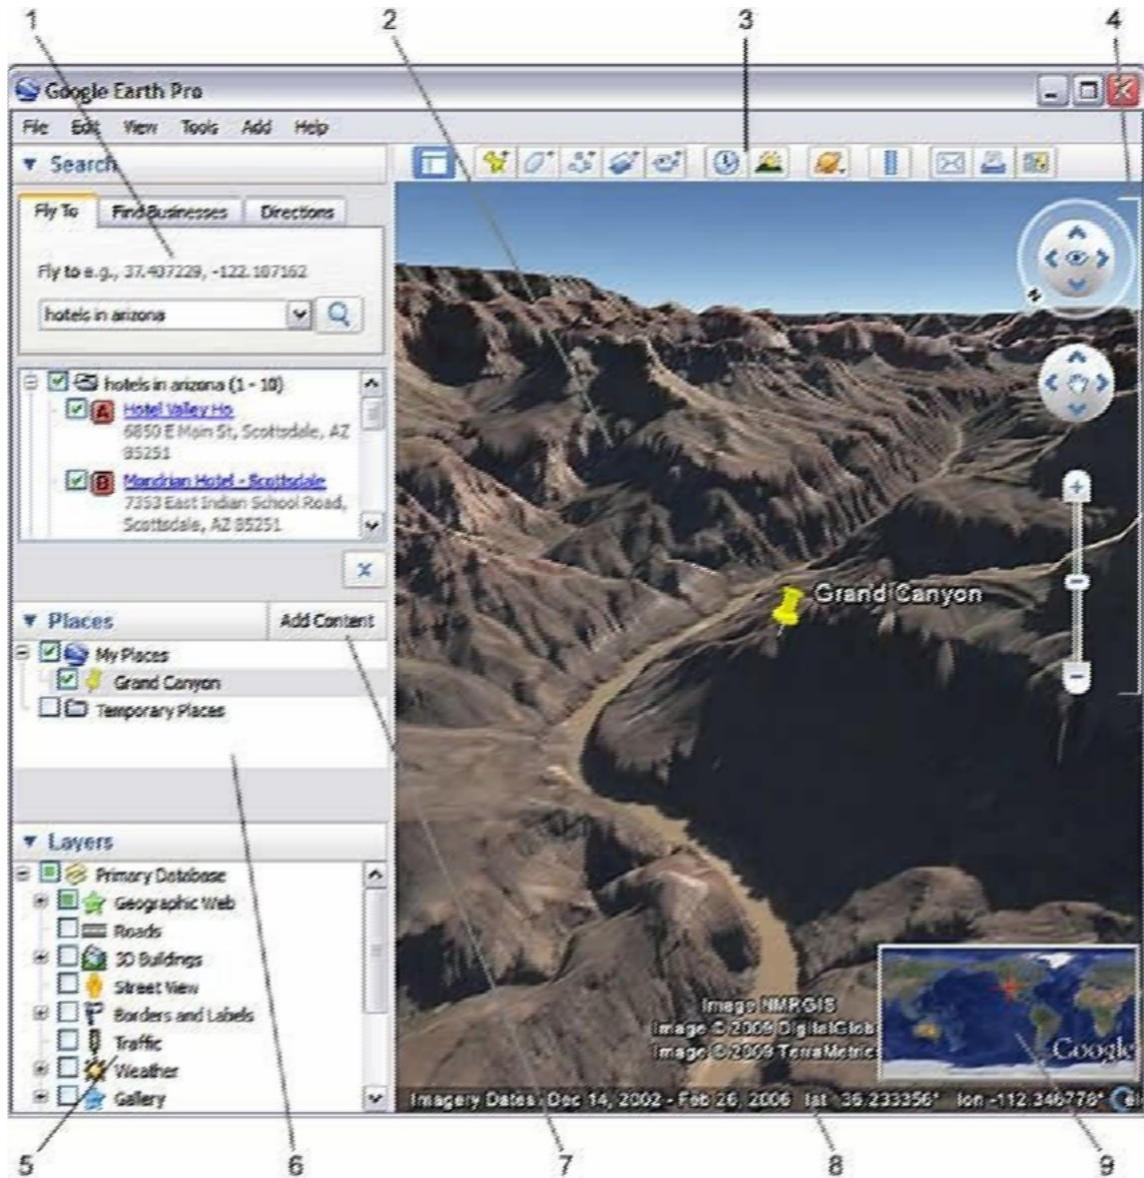 1 2 3 4
Google Earth Pro
File Edit View Tools Add Help
Search
Fly To Find Businesses Directions
Fly to e.g., 37.407229, -122.107162
hotels in arizona
hotels in arizona (1 - 10)
A Hotel Valley Ho
6850 E Main St, Scottsdale, AZ
85251
B Mondrian Hotel - Scottsdale
7353 East Indian School Road,
Scottsdale, AZ 85251
Places Add Content
My Places
Grand Canyon
Temporary Places
Layers
Primary Database
Geographic Web
Roads
3D Buildings
Street View
Borders and Labels
Traffic
Weather
Gallery
N
Grand Canyon
Image NMRGIS
Image © 2009 DigitalGlob
Image © 2009 TerraMetric
Google
Imagery Dates: Dec 14, 2002 - Feb 26, 2006 lat 36.233356° lon -112.346778° ele
5 6 7 8 9